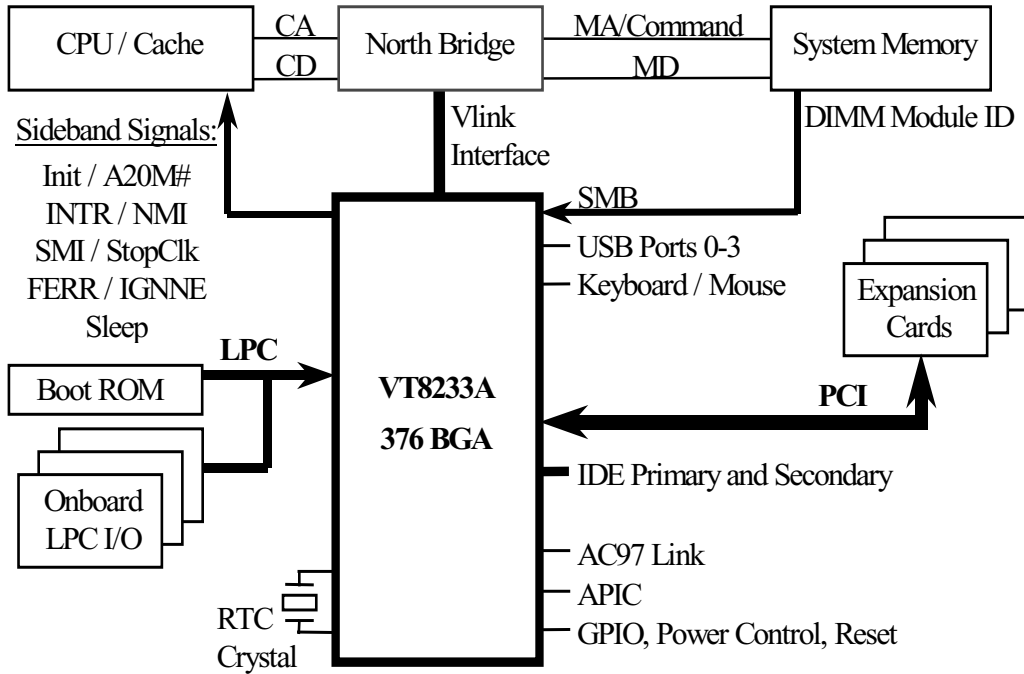 CPU / Cache
CA
CD
North Bridge
MA/Command
MD
System Memory
Sideband Signals:
Init / A20M#
INTR / NMI
SMI / StopClk
FERR / IGNNE
Sleep
Vlink
Interface
DIMM Module ID
SMB
USB Ports 0-3
Keyboard / Mouse
Expansion
Cards
LPC
Boot ROM
VT8233A
376 BGA
PCI
Onboard
LPC I/O
IDE Primary and Secondary
AC97 Link
APIC
GPIO, Power Control, Reset
RTC
Crystal